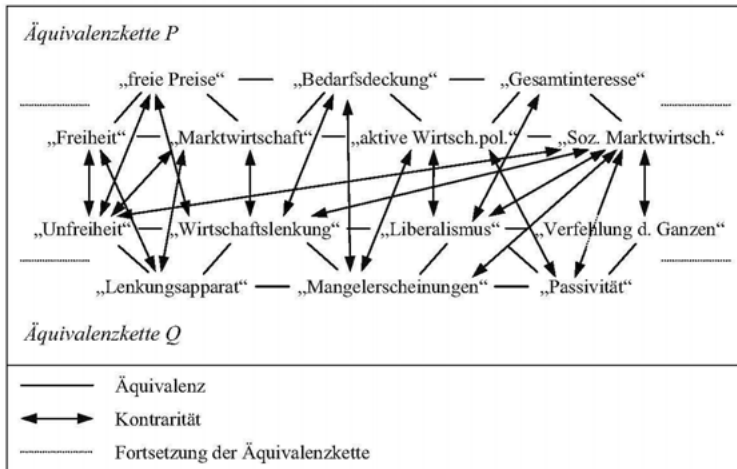 Äquivalenzkette P
„freie Preise“ „Bedarfsdeckung“ „Gesamtinteresse“
„Freiheit“ „Marktwirtschaft“ „aktive Wirtsch.pol.“ „Soz. Marktwirtsch.“
„Unfreiheit“ „Wirtschaftslenkung“ „Liberalismus“ „Verfehlung d. Ganzen“
„Lenkungsapparat“ „Mangelerscheinungen“ „Passivität“
Äquivalenzkette Q
Äquivalenz
Kontrarität
Fortsetzung der Äquivalenzkette